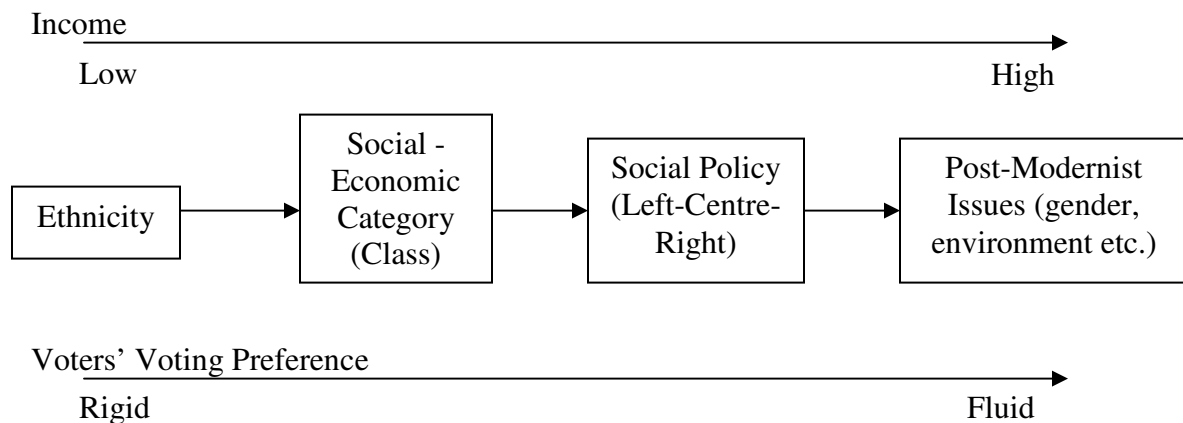 Income
Low High
Ethnicity
Social -
Economic
Category
(Class)
Social Policy
(Left-Centre-
Right)
Post-Modernist
Issues (gender,
environment etc.)
Voters’ Voting Preference
Rigid Fluid